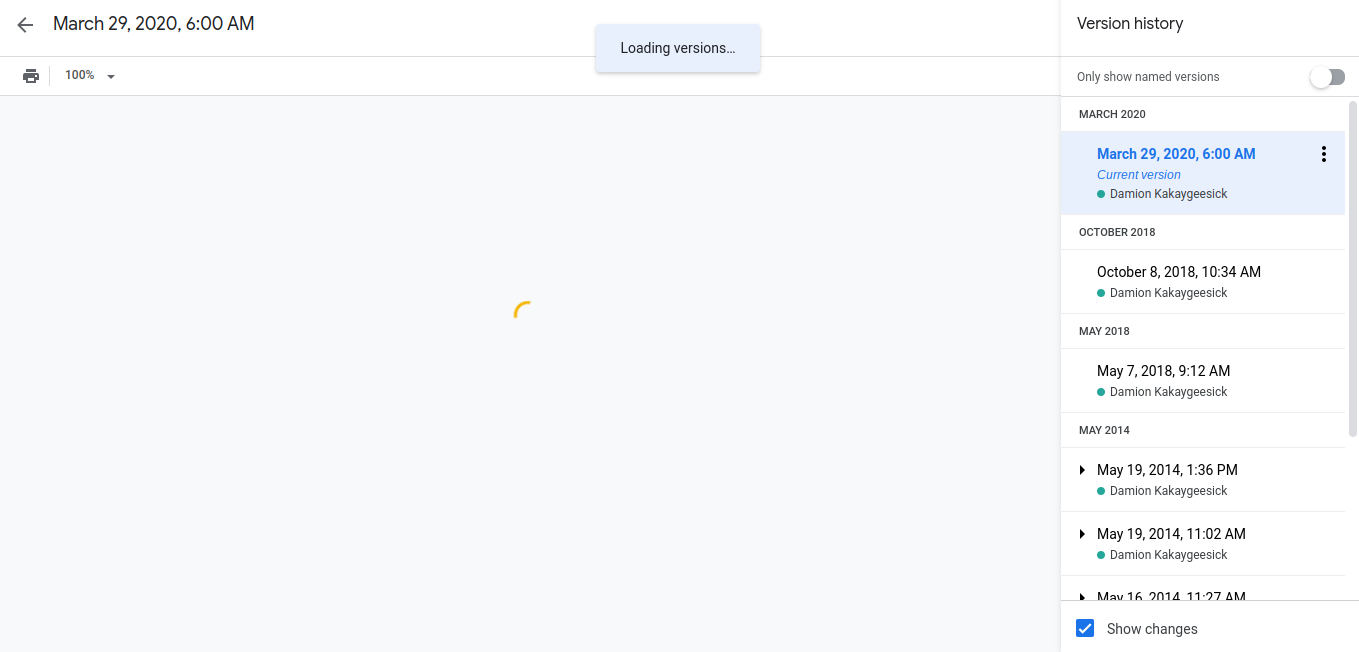 March 29, 2020, 6:00 AM
Loading versions...
100%
Version history
Only show named versions
MARCH 2020
March 29, 2020, 6:00 AM
Current version
Damion Kakaygeesick
OCTOBER 2018
October 8, 2018, 10:34 AM
Damion Kakaygeesick
MAY 2018
May 7, 2018, 9:12 AM
Damion Kakaygeesick
MAY 2014
May 19, 2014, 1:36 PM
Damion Kakaygeesick
May 19, 2014, 11:02 AM
Damion Kakaygeesick
May 16, 2014, 11:27 AM
Show changes